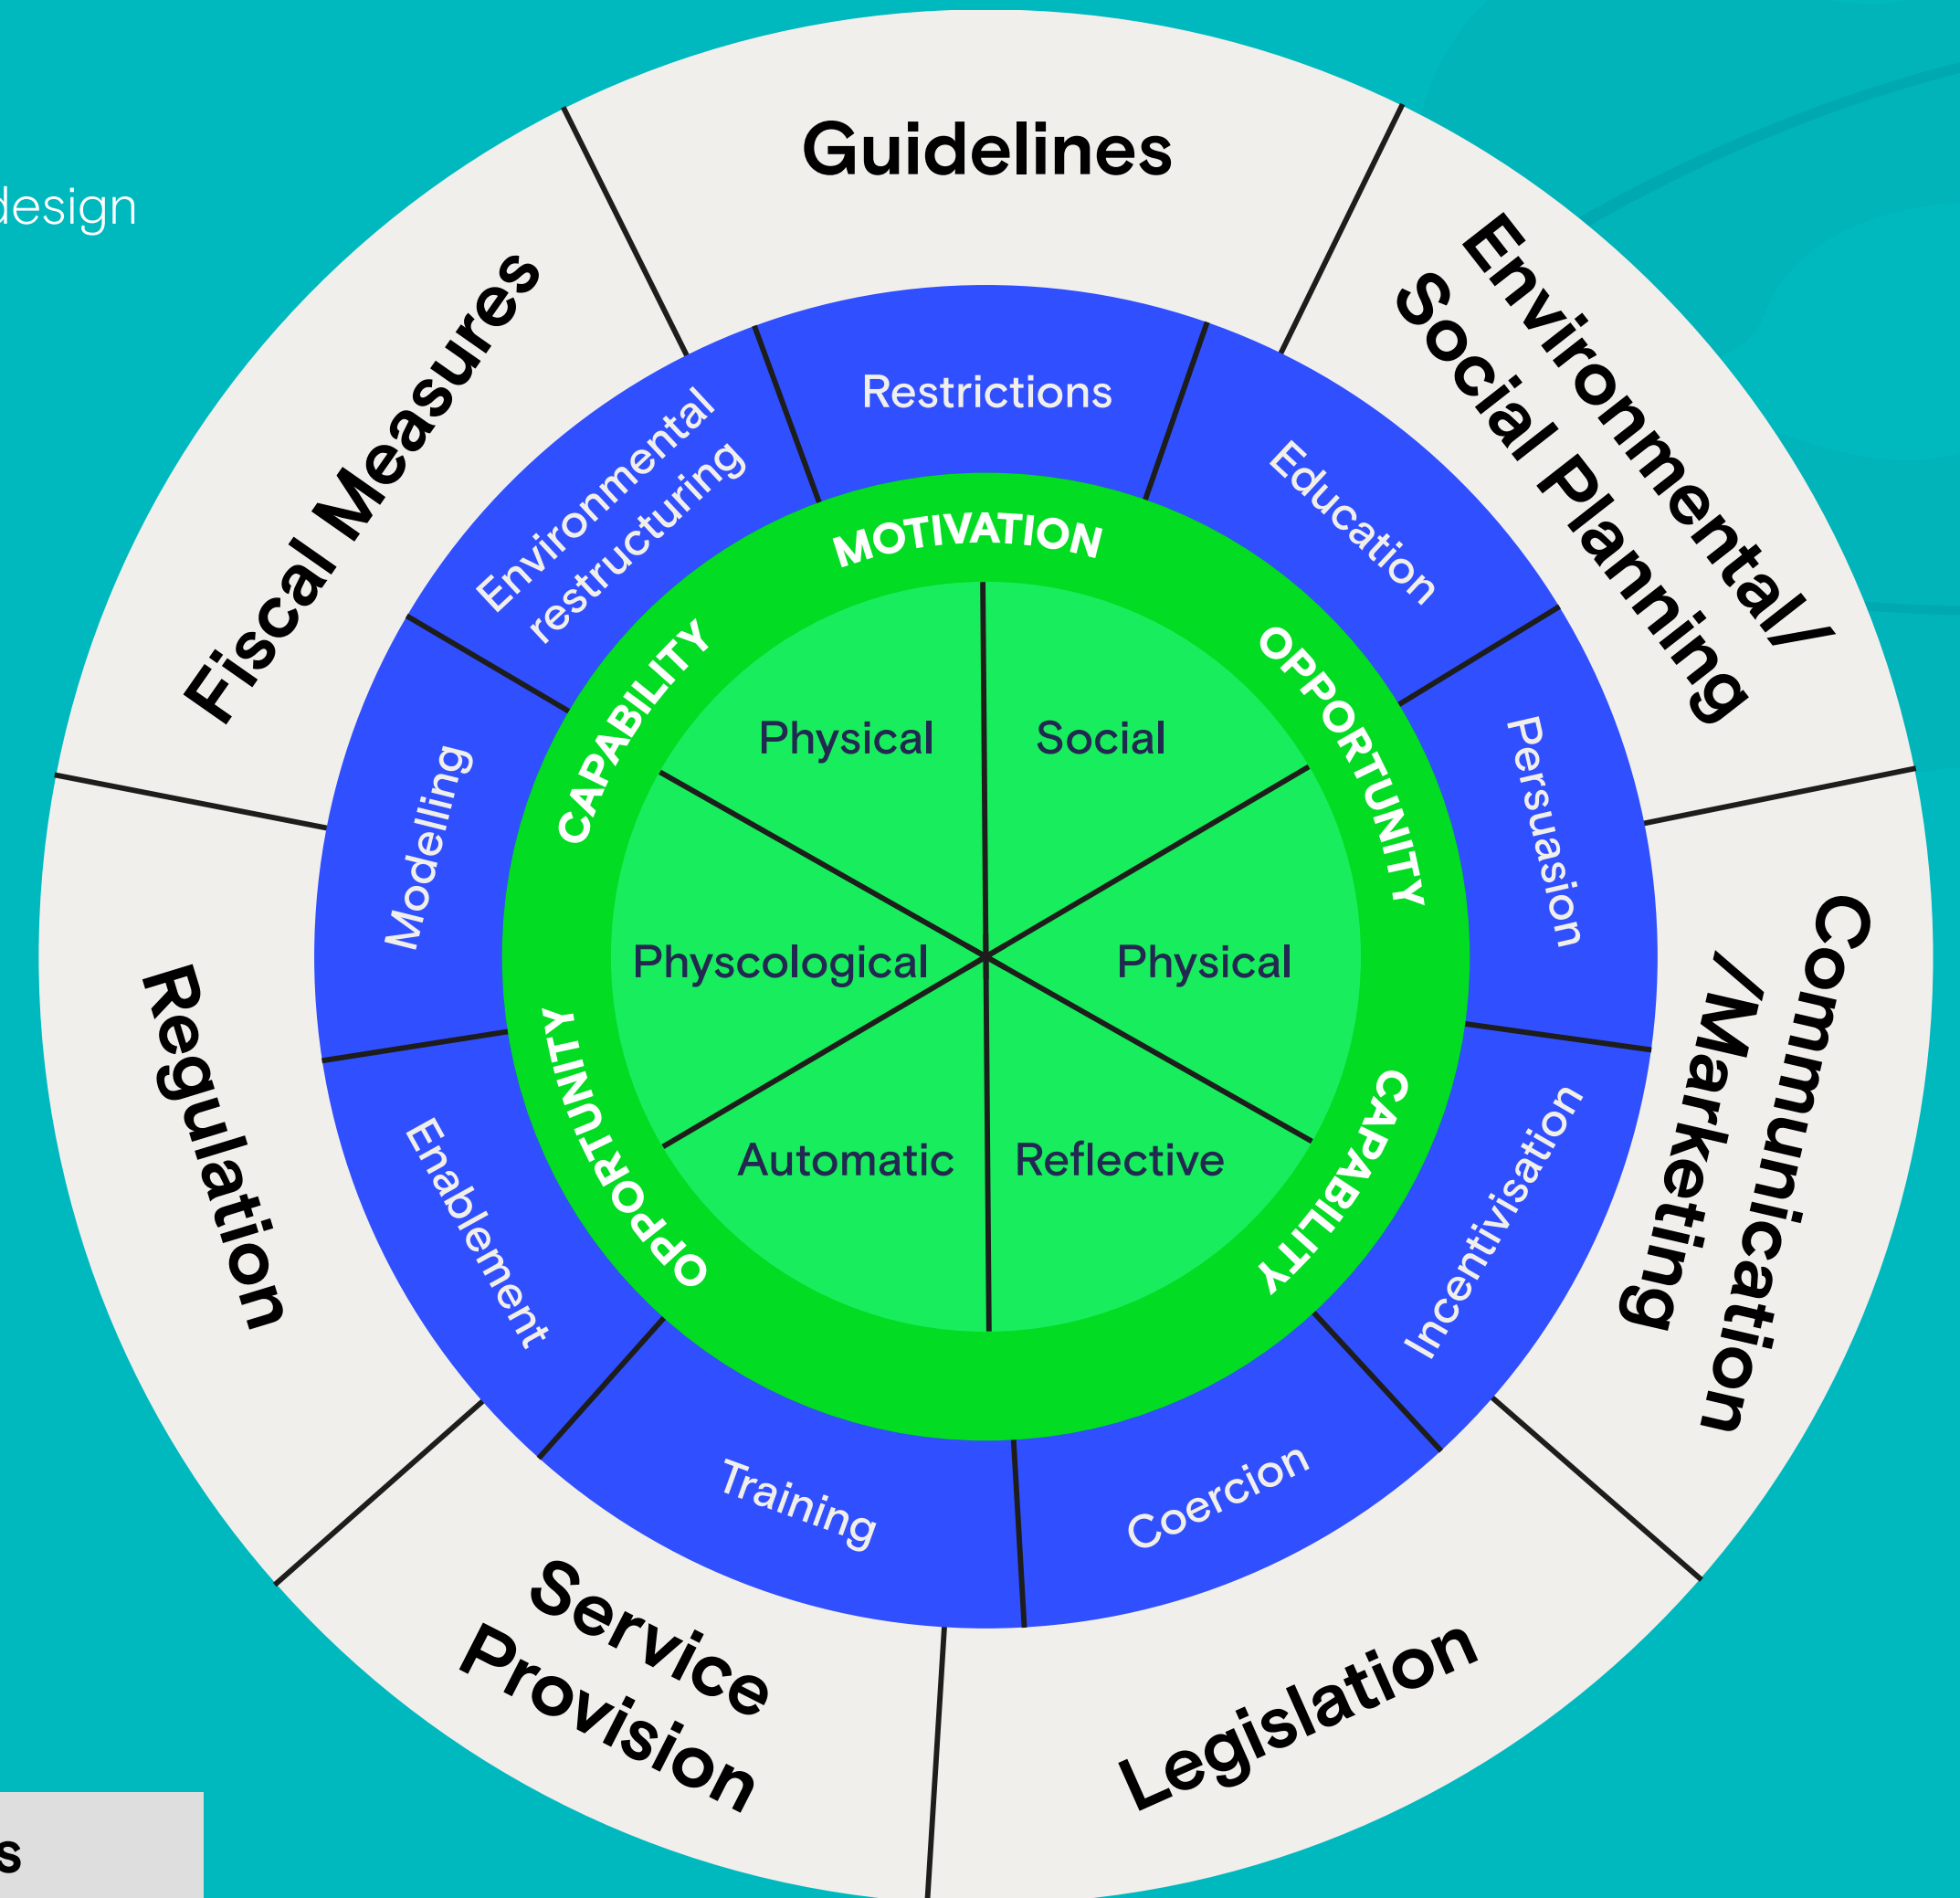 design
Guidelines
Environmental/
Social Planning
Communication
/Marketing
Legislation
Service
Provision
Regulation
Fiscal Measures
Restrictions
Education
Persuasion
Incentivisation
Coercion
Training
Enablement
Modelling
Environmental
restructuring
MOTIVATION
OPPORTUNITY
CAPABILITY
OPPORTUNITY
CAPABILITY
Physical
Social
Physcological
Physical
Automatic
Reflective
s